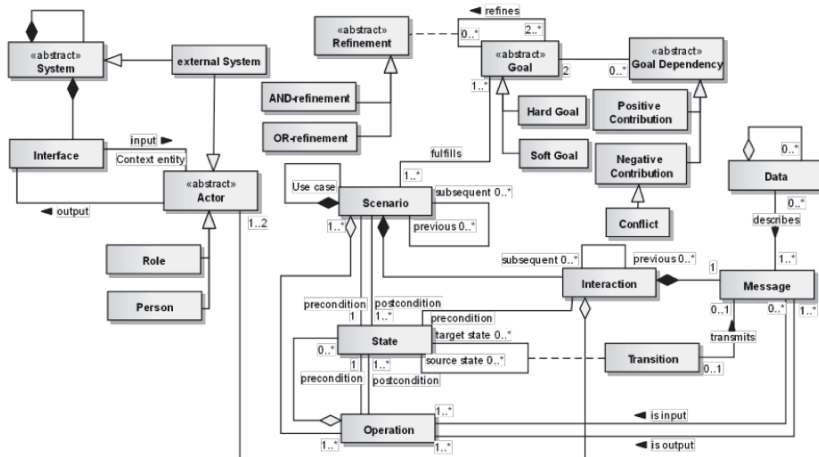 refines
«abstract»
System
external System
«abstract»
Refinement
0..*
2..*
«abstract»
Goal
2
0..*
«abstract»
Goal Dependency
1..*
AND-refinement
OR-refinement
Hard Goal
Soft Goal
Positive
Contribution
Negative
Contribution
Conflict
Interface
input
Context entity
output
«abstract»
Actor
1..2
Role
Person
fulfills
1..*
Use case
Scenario
1..*
subsequent 0..*
previous 0..*
0..*
Data
0..*
describes
1..*
subsequent 0..*
previous 0..*
Interaction
1
Message
0..1
0..*
1..*
transmits
precondition
1
postcondition
1..*
precondition
State
target state 0..*
source state 0..*
0..*
Transition
0..1
1
1..*
precondition
postcondition
Operation
1..*
1..*
1..*
is input
is output